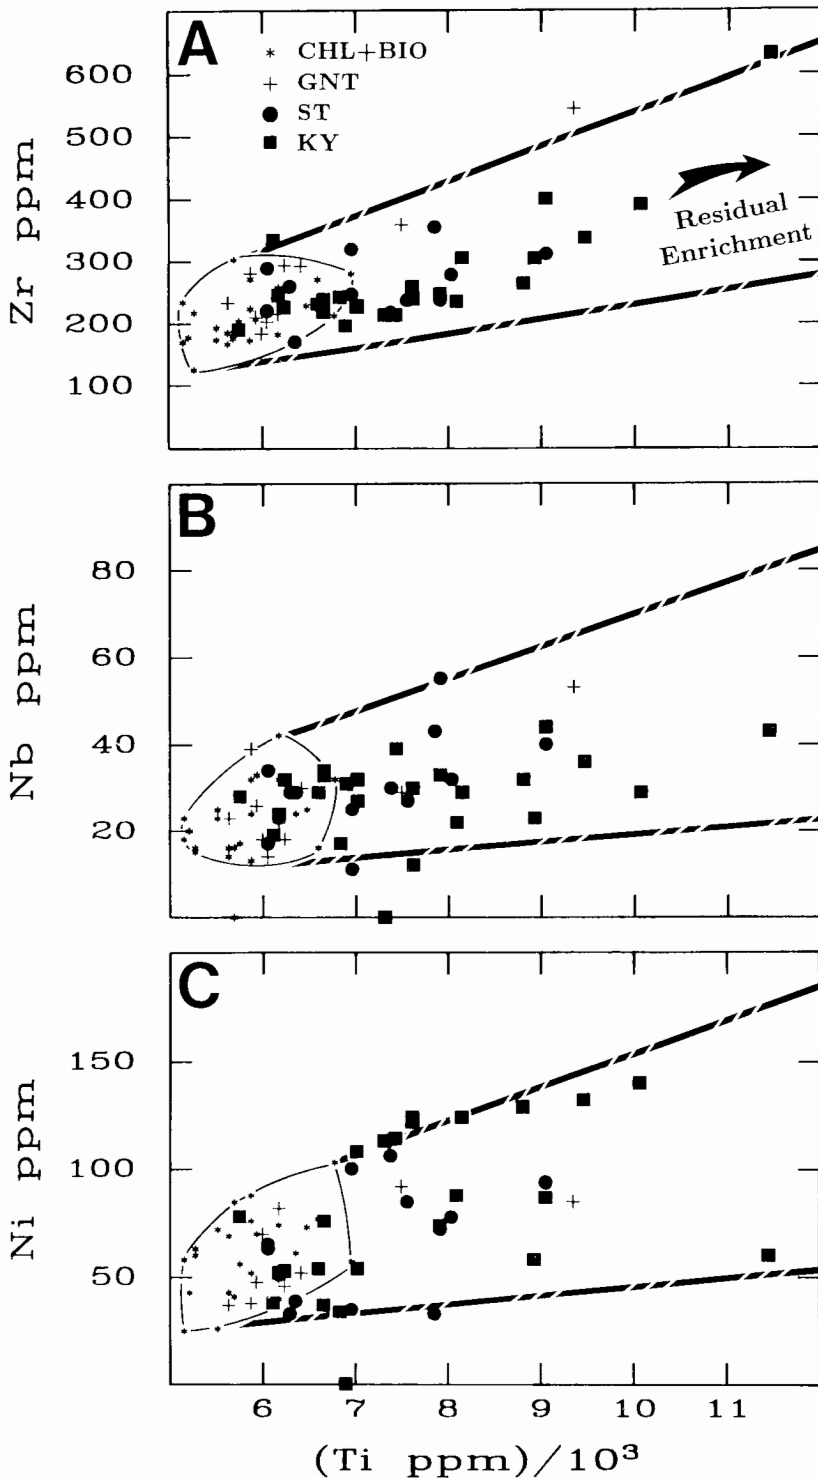 A
* CHL+BIO
+ GNT
● ST
■ KY
600
500
400
300
200
100
Zr ppm
Residual
Enrichment
B
80
60
40
20
Nb ppm
C
150
100
50
Ni ppm
6 7 8 9 10 11
(Ti ppm)/10³